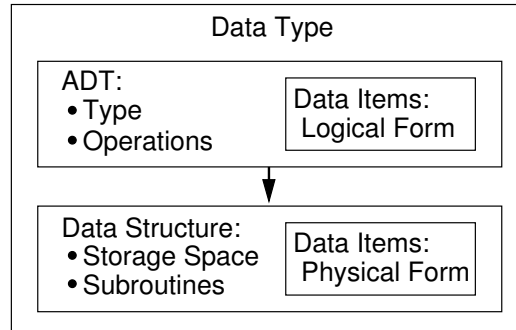 Data Type
ADT:
• Type
• Operations
Data Items:
Logical Form
Data Structure:
• Storage Space
• Subroutines
Data Items:
Physical Form